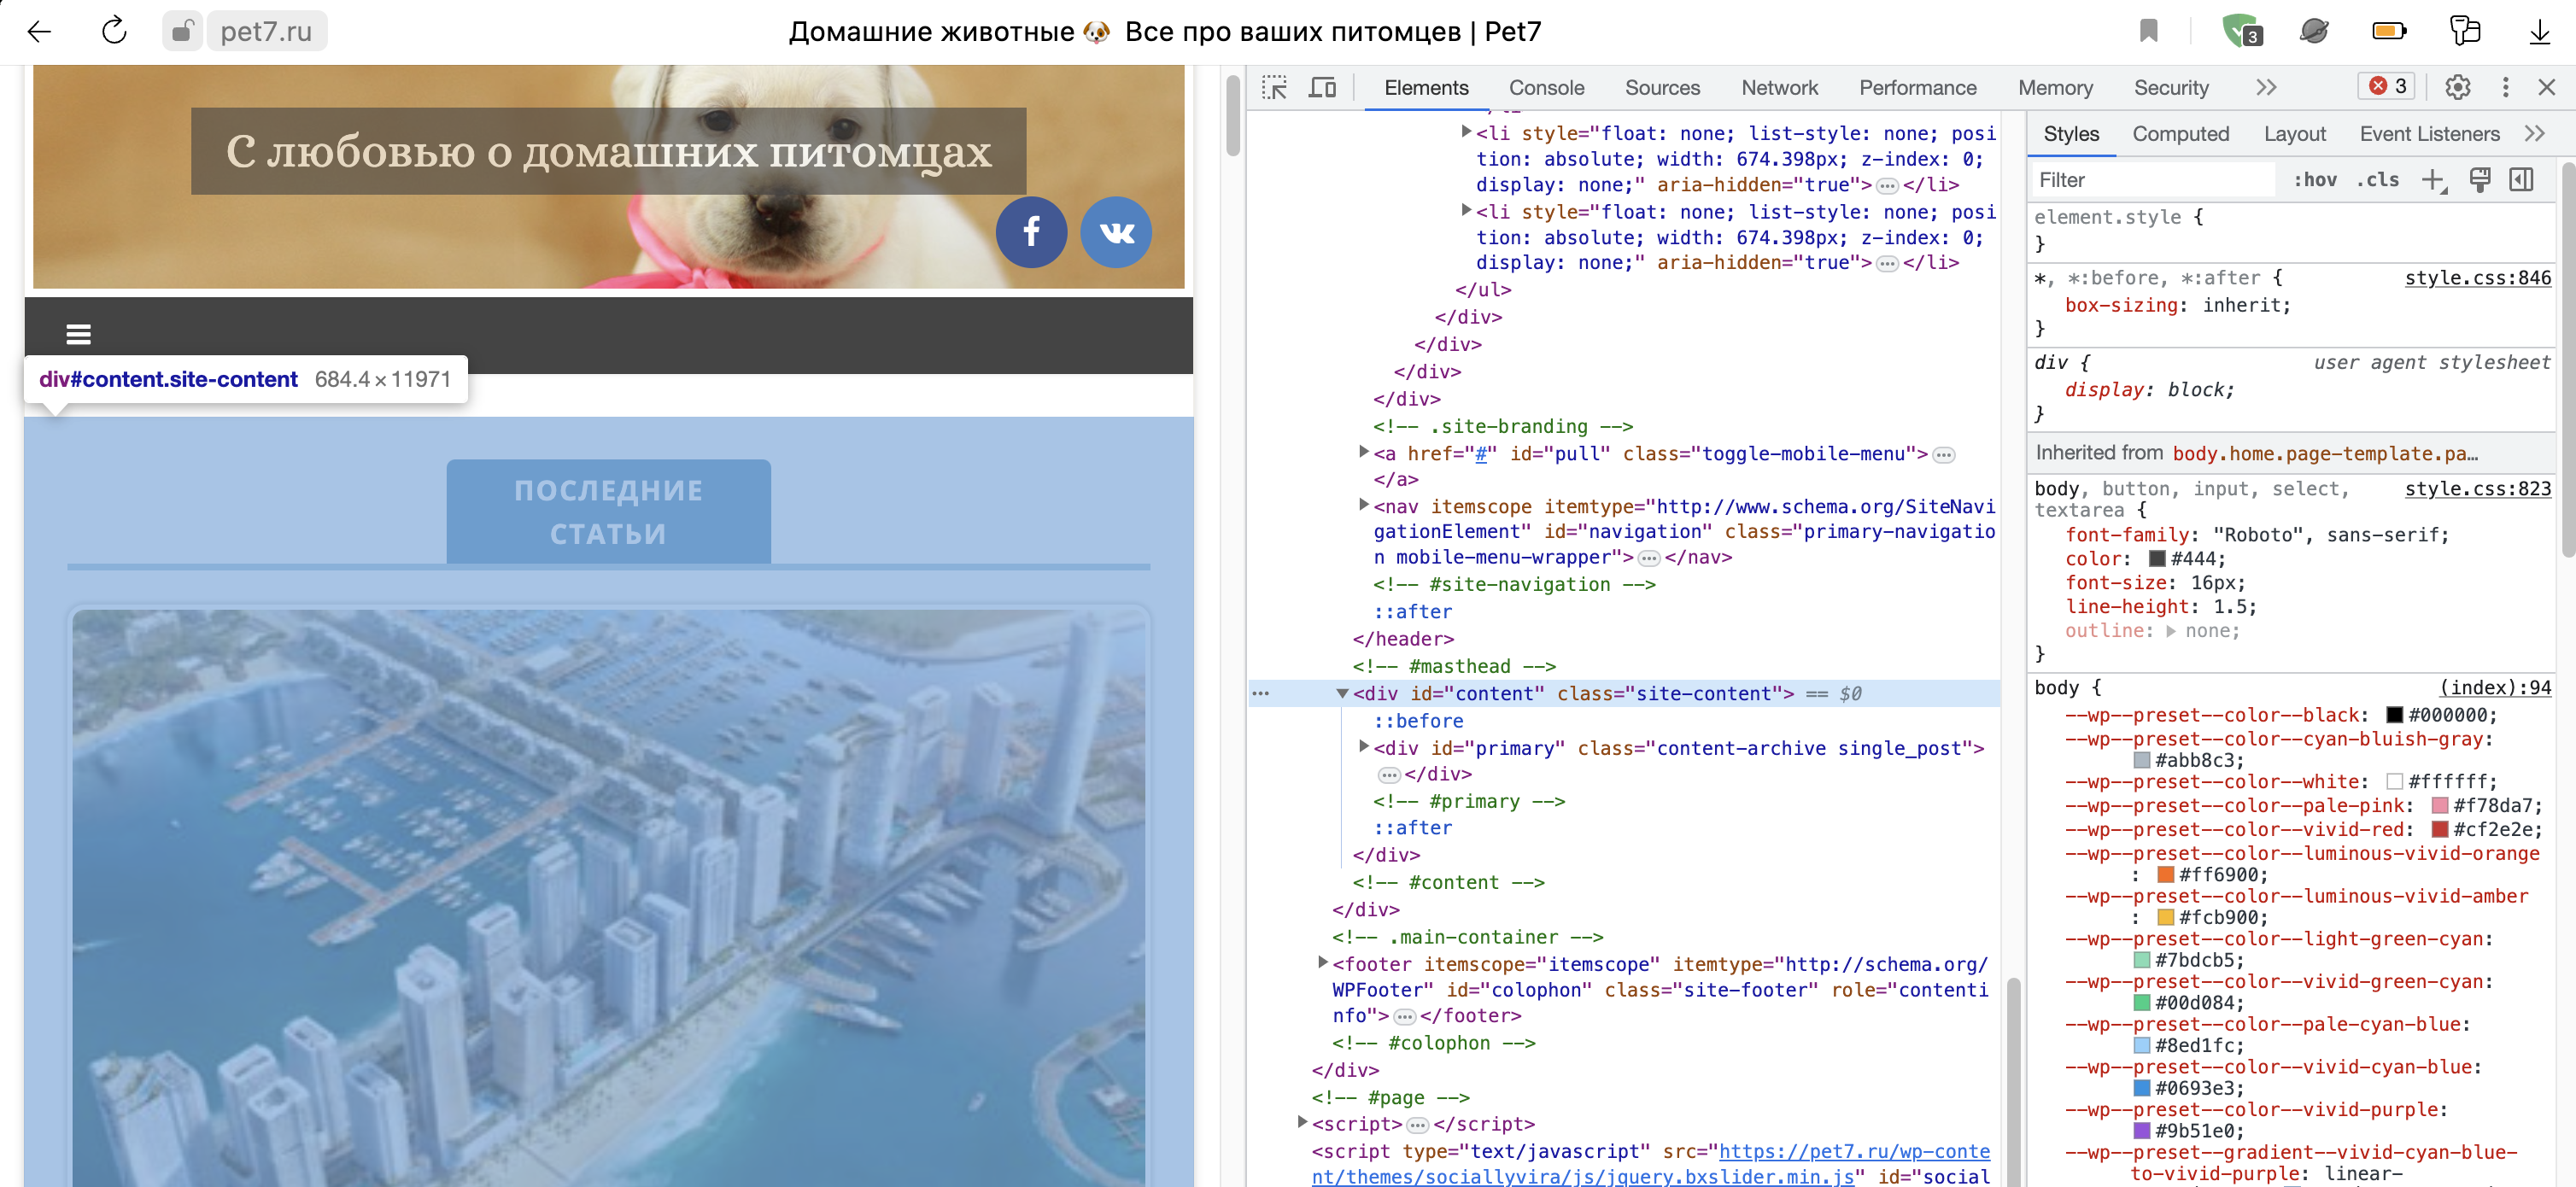 pet7.ru
Домашние животные 🐶 Все про ваших питомцев | Pet7
3
С любовью о домашних питомцах
div#content.site-content 684.4 × 11971
ПОСЛЕДНИЕ
СТАТЬИ
Elements Console Sources Network Performance Memory Security 3
<li style="float: none; list-style: none; posi
tion: absolute; width: 674.398px; z-index: 0;
display: none;" aria-hidden="true"> … </li>
<li style="float: none; list-style: none; posi
tion: absolute; width: 674.398px; z-index: 0;
display: none;" aria-hidden="true"> … </li>
</ul>
</div>
</div>
</div>
</div>
<!-- .site-branding -->
<a href="#" id="pull" class="toggle-mobile-menu"> …
</a>
<nav itemscope itemtype="http://www.schema.org/SiteNavi
gationElement" id="navigation" class="primary-navigatio
n mobile-menu-wrapper"> … </nav>
<!-- #site-navigation -->
::after
</header>
<!-- #masthead -->
<div id="content" class="site-content"> == $0
::before
<div id="primary" class="content-archive single_post">
… </div>
<!-- #primary -->
::after
</div>
<!-- #content -->
</div>
<!-- .main-container -->
<footer itemscope="itemscope" itemtype="http://schema.org/
WPFooter" id="colophon" class="site-footer" role="contenti
nfo"> … </footer>
<!-- #colophon -->
</div>
<!-- #page -->
<script> … </script>
<script type="text/javascript" src="https://pet7.ru/wp-conte
nt/themes/sociallyvira/js/jquery.bxslider.min.js" id="social
Styles Computed Layout Event Listeners
Filter :hov .cls
element.style {
}
*, *:before, *:after { style.css:846
box-sizing: inherit;
}
div { user agent stylesheet
display: block;
}
Inherited from body.home.page-template.pa…
body, button, input, select, style.css:823
textarea {
font-family: "Roboto", sans-serif;
color: #444;
font-size: 16px;
line-height: 1.5;
outline: none;
}
body { (index):94
--wp--preset--color--black: #000000;
--wp--preset--color--cyan-bluish-gray:
#abb8c3;
--wp--preset--color--white: #ffffff;
--wp--preset--color--pale-pink: #f78da7;
--wp--preset--color--vivid-red: #cf2e2e;
--wp--preset--color--luminous-vivid-orange
: #ff6900;
--wp--preset--color--luminous-vivid-amber
: #fcb900;
--wp--preset--color--light-green-cyan:
#7bdcb5;
--wp--preset--color--vivid-green-cyan:
#00d084;
--wp--preset--color--pale-cyan-blue:
#8ed1fc;
--wp--preset--color--vivid-cyan-blue:
#0693e3;
--wp--preset--color--vivid-purple:
#9b51e0;
--wp--preset--gradient--vivid-cyan-blue-
to-vivid-purple: linear-